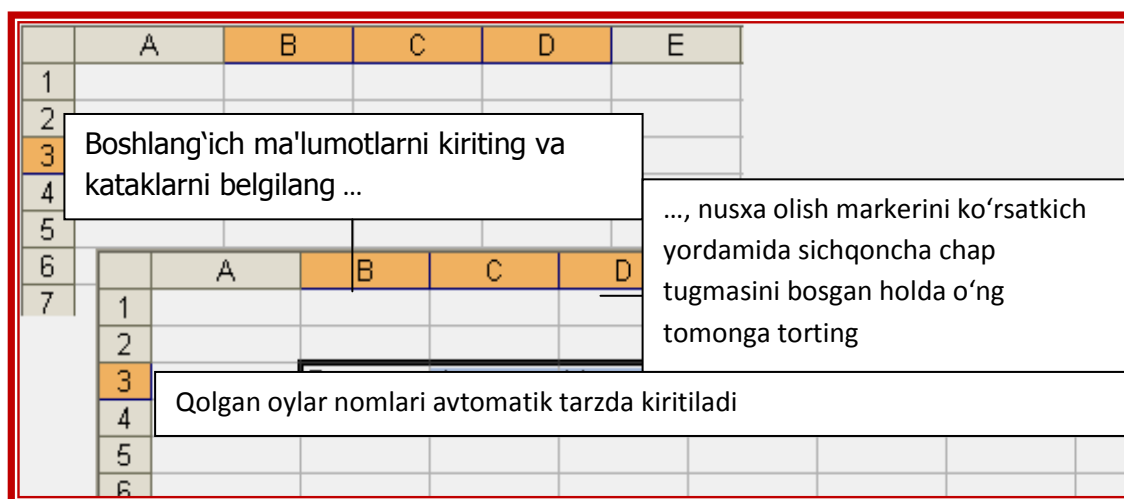 A B C D E
1
2
3
4
5
6
7
Boshlang‘ich ma'lumotlarni kiriting va
kataklarni belgilang ...
..., nusxa olish markerini ko‘rsatkich
yordamida sichqoncha chap
tugmasini bosgan holda o‘ng
tomonga torting
A B C D
1
2
3
4
5
6
Qolgan oylar nomlari avtomatik tarzda kiritiladi